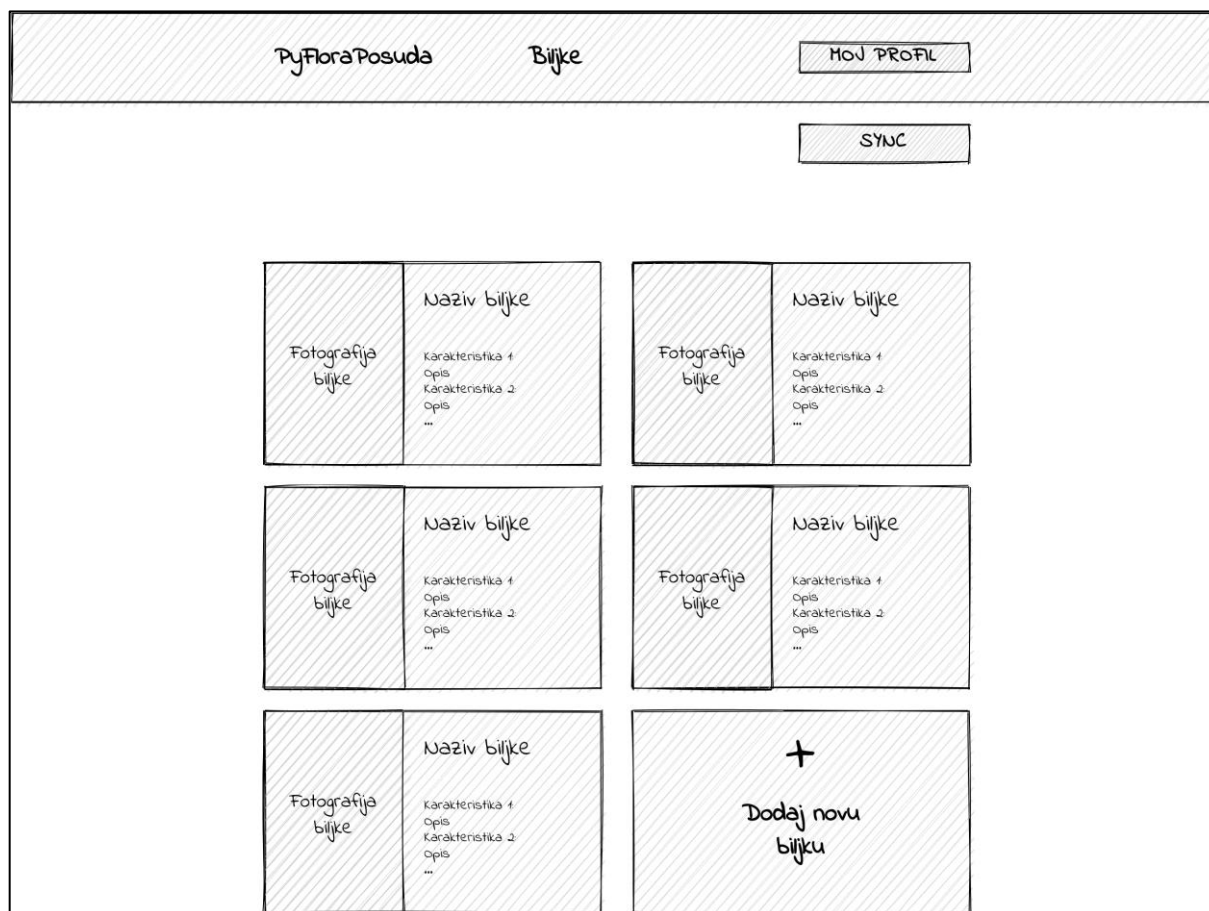 PyFloraPosuda
Biljke
MOJ PROFIL
SYNC
Naziv biljke
Fotografija
biljke
Karakteristika 1:
Opis
Karakteristika 2:
Opis
...
Naziv biljke
Fotografija
biljke
Karakteristika 1:
Opis
Karakteristika 2:
Opis
...
Naziv biljke
Fotografija
biljke
Karakteristika 1:
Opis
Karakteristika 2:
Opis
...
Naziv biljke
Fotografija
biljke
Karakteristika 1:
Opis
Karakteristika 2:
Opis
...
Naziv biljke
Fotografija
biljke
Karakteristika 1:
Opis
Karakteristika 2:
Opis
...
+
Dodaj novu
biljku